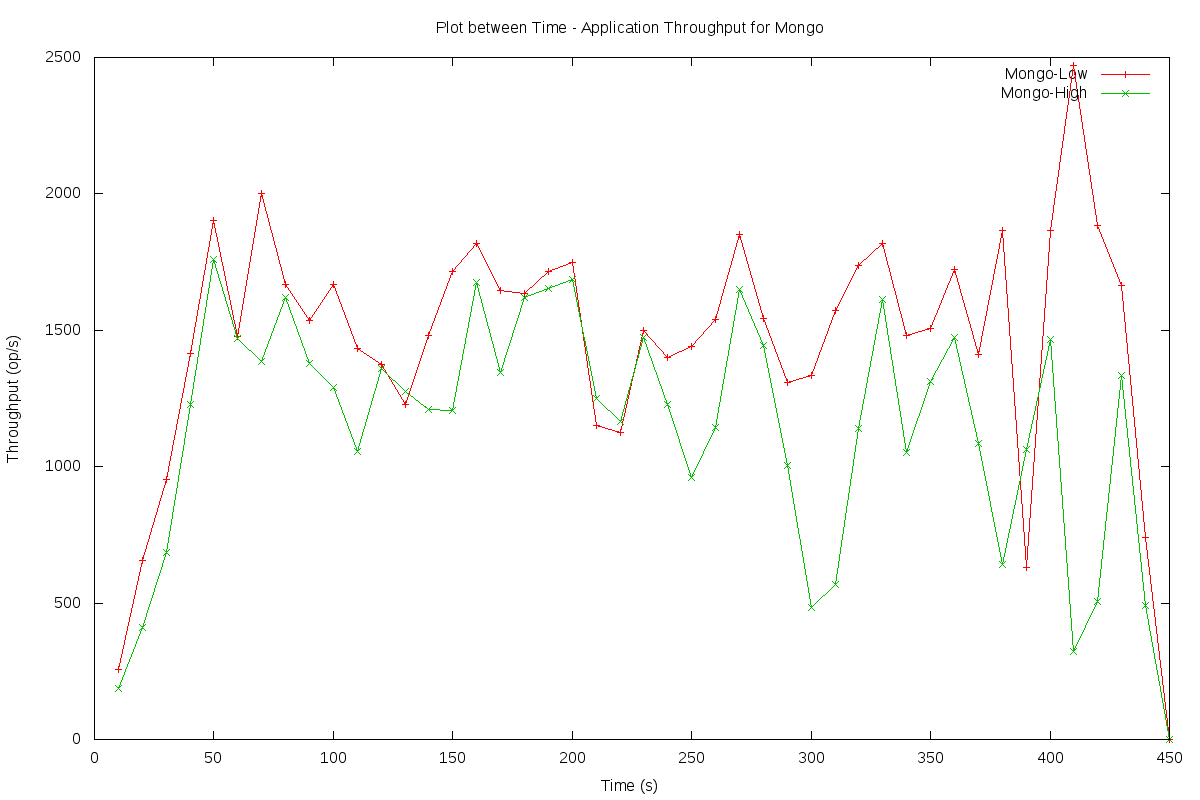 Plot between Time - Application Throughput for Mongo
2500
2000
1500
1000
500
0
Throughput (op/s)
Mongo-Low
Mongo-High
0 50 100 150 200 250 300 350 400 450
Time (s)